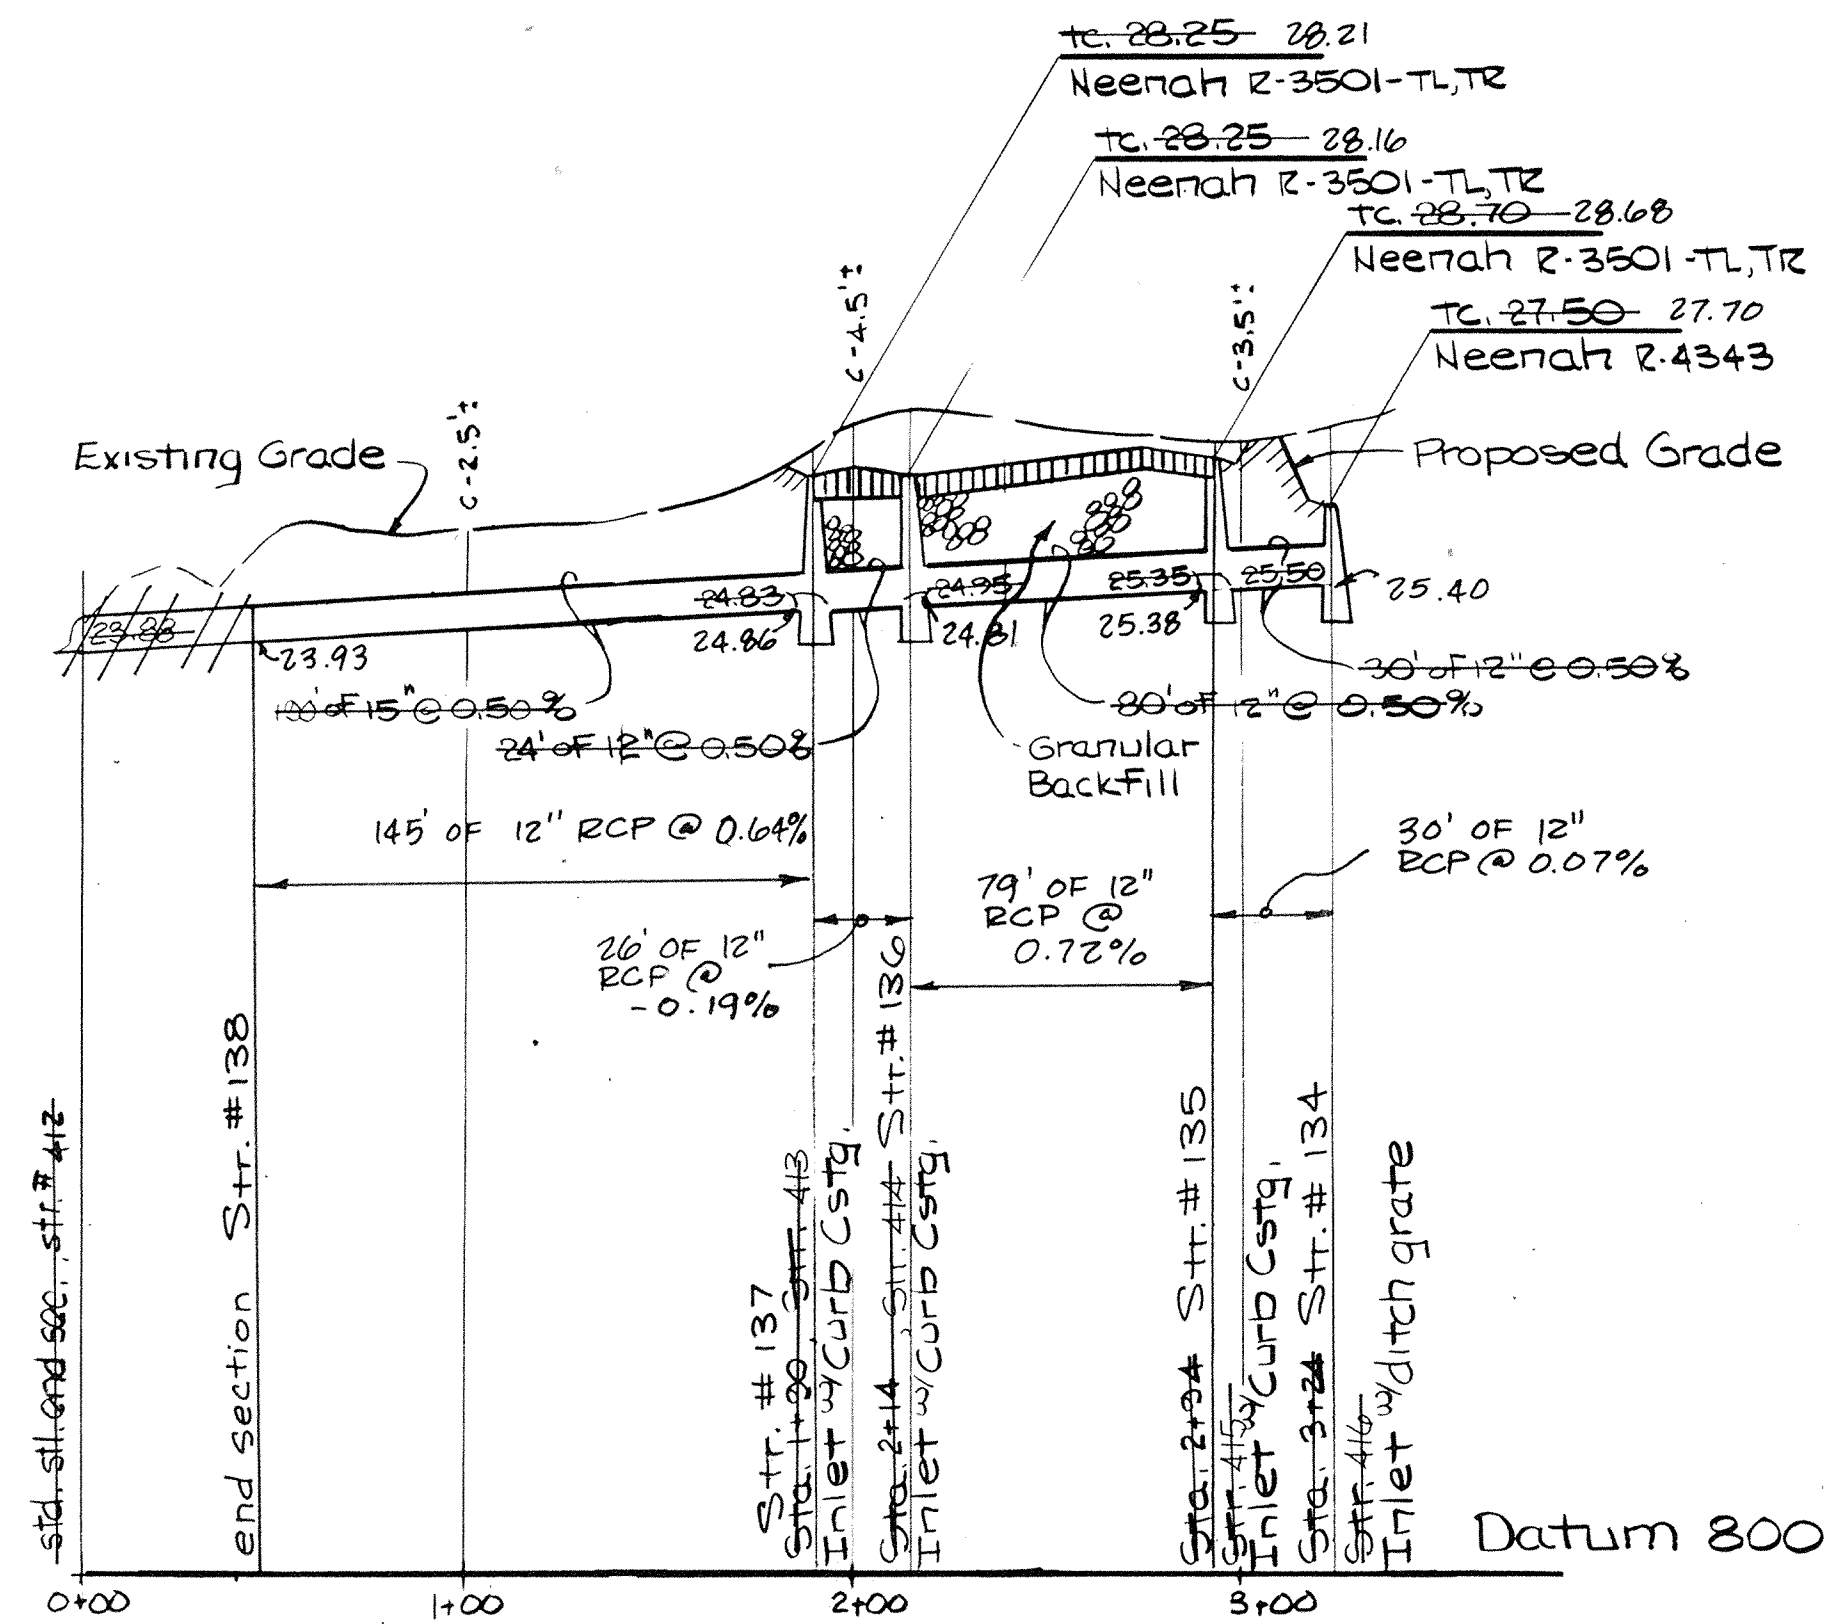 tc. 28.25 28.21
Neenah R-3501-TL,TR
tc. 28.25 28.16
Neenah R-3501-TL,TR
tc. 28.70 28.68
Neenah R-3501-TL,TR
tc. 27.50 27.70
Neenah R-4343
C-2.5'±
C-4.5'±
C-3.5'±
Existing Grade
Proposed Grade
23.88
23.93
24.83
24.86
24.95
24.81
25.35
25.38
25.50
25.40
100' of 15" @ 0.50%
24' of 12" @ 0.50%
80' of 12" @ 0.50%
30' of 12" @ 0.50%
Granular
Backfill
145' OF 12" RCP @ 0.64%
26' OF 12"
RCP @
-0.19%
79' OF 12"
RCP @
0.72%
30' OF 12"
RCP @ 0.07%
std. stl. end sec. str. # 412
end section Str. #138
Str. # 137
Sta. 1+90 Str. 413
Inlet w/Curb Cstg.
Sta. 2+14 Str. 414 Str. # 136
Inlet w/Curb Cstg.
Sta. 2+94 Str. # 135
Str. 415
Inlet w/Curb Cstg.
Sta. 3+24 Str. # 134
Str. 416
Inlet w/ditch grate
Datum 800
0+00
1+00
2+00
3+00